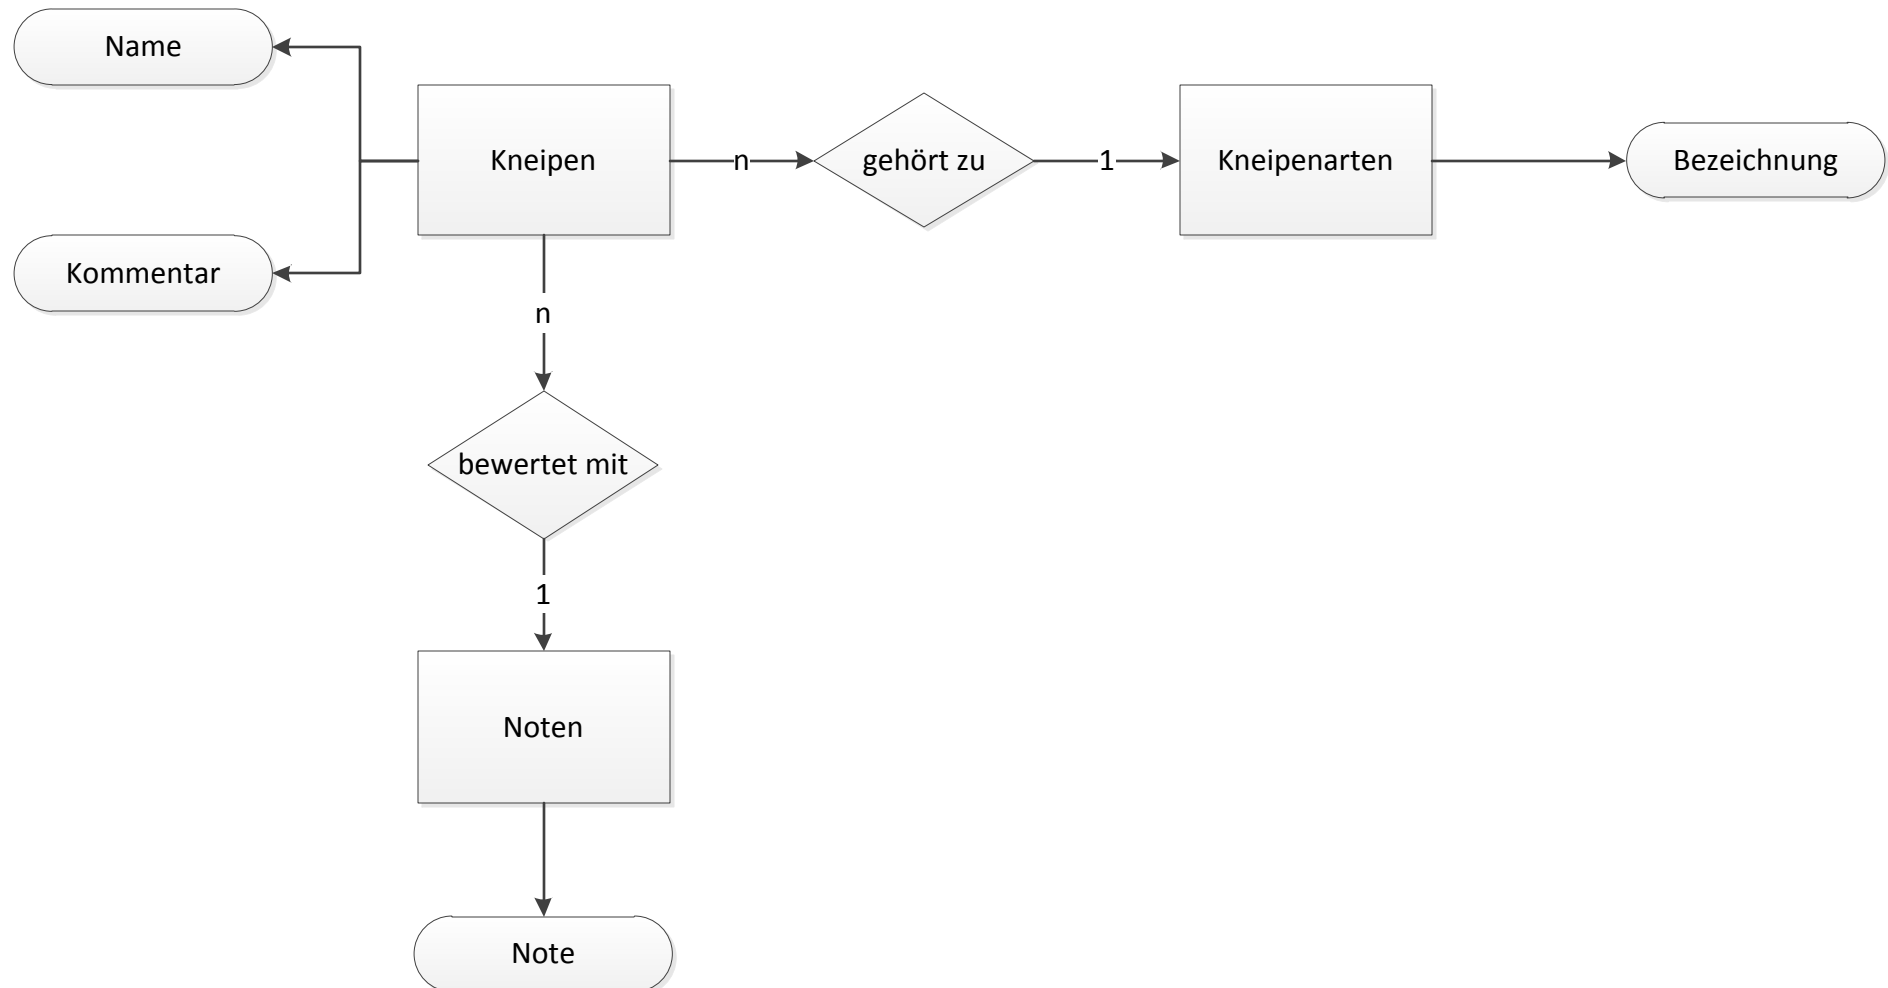 Name
Kneipen
n
gehört zu
1
Kneipenarten
Bezeichnung
Kommentar
n
bewertet mit
1
Noten
Note